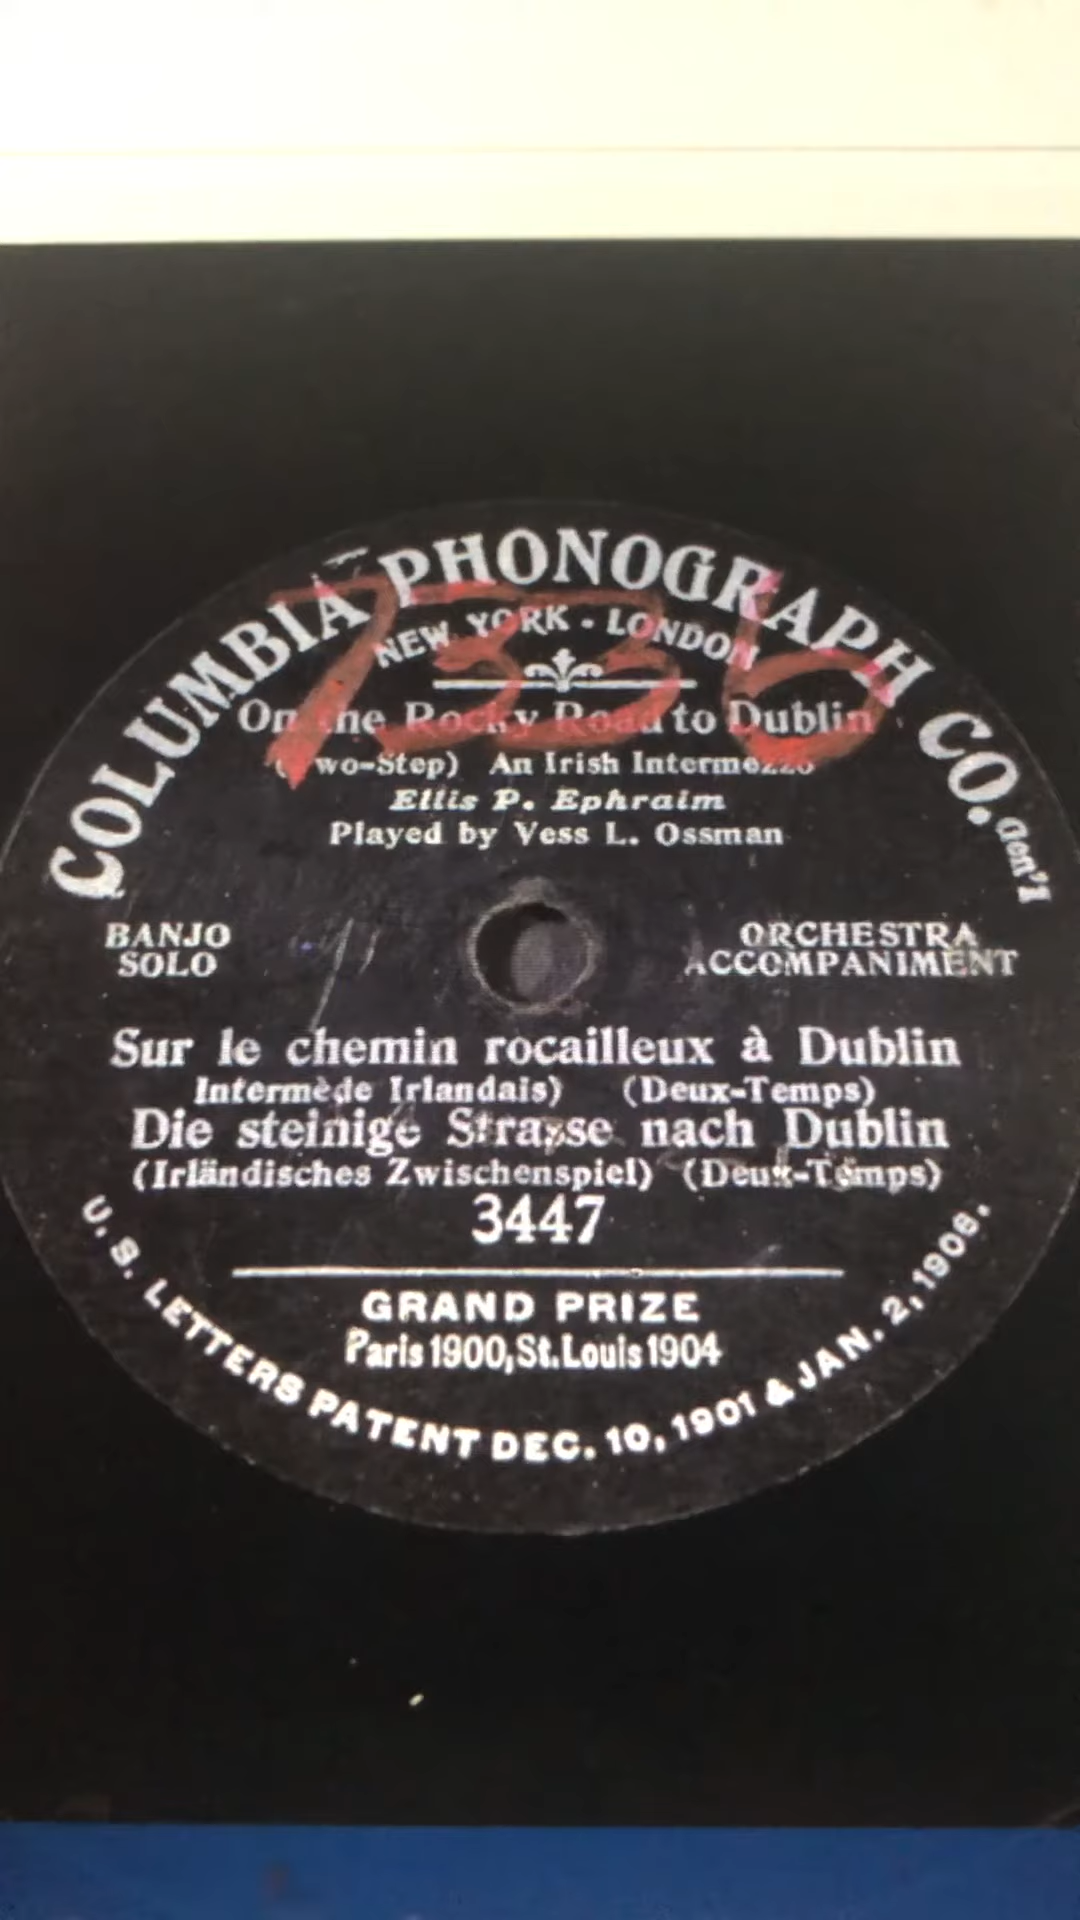 COLUMBIA PHONOGRAPH CO. Gen'l
NEW YORK - LONDON
7336
On the Rocky Road to Dublin
(Two-Step) An Irish Intermezzo
Ellis P. Ephraim
Played by Vess L. Ossman
BANJO
SOLO
ORCHESTRA
ACCOMPANIMENT
Sur le chemin rocailleux à Dublin
Intermède Irlandais) (Deux-Temps)
Die steinige Strasse nach Dublin
(Irländisches Zwischenspiel) (Deux-Temps)
3447
GRAND PRIZE
Paris 1900, St. Louis 1904
U. S. LETTERS PATENT DEC. 10, 1901 & JAN. 2, 1906.